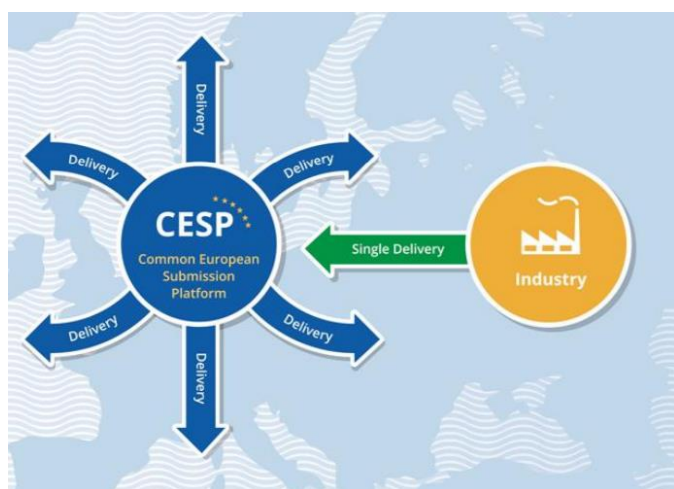 Delivery
Delivery
Delivery
CESP
Common European
Submission
Platform
Single Delivery
Industry
Delivery
Delivery
Delivery